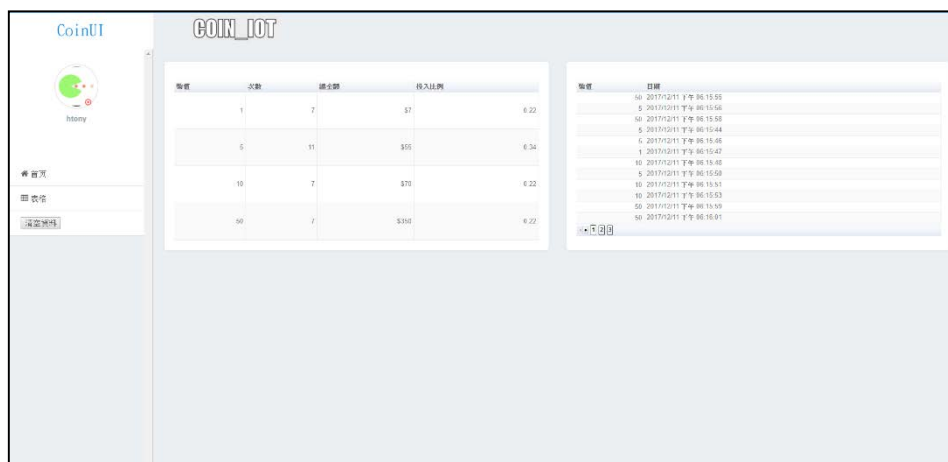 CoinUI
COIN_IOT
htony
首页
表格
清空資料
幣值 次數 總金額 投入比例
1 7 $7 0.22
5 11 $55 0.34
10 7 $70 0.22
50 7 $350 0.22
幣值 日期
50 2017/12/11 下午 06:15:55
5 2017/12/11 下午 06:15:56
50 2017/12/11 下午 06:15:58
5 2017/12/11 下午 06:15:44
5 2017/12/11 下午 06:15:46
1 2017/12/11 下午 06:15:47
10 2017/12/11 下午 06:15:48
5 2017/12/11 下午 06:15:50
10 2017/12/11 下午 06:15:51
10 2017/12/11 下午 06:15:53
50 2017/12/11 下午 06:15:59
50 2017/12/11 下午 06:16:01
1 2 3